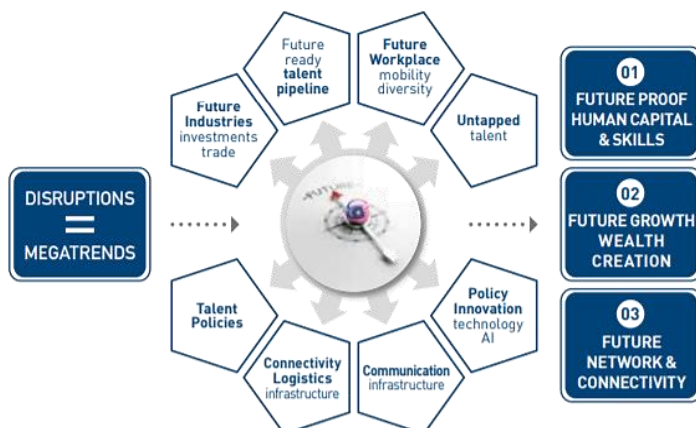 DISRUPTIONS
=
MEGATRENDS
Future
Industries
investments
trade
Future
ready
talent
pipeline
Future
Workplace
mobility
diversity
Untapped
talent
FUTURE
Talent
Policies
Connectivity
Logistics
infrastructure
Communication
infrastructure
Policy
Innovation
technology
AI
01
FUTURE PROOF
HUMAN CAPITAL
& SKILLS
02
FUTURE GROWTH
WEALTH
CREATION
03
FUTURE
NETWORK &
CONNECTIVITY